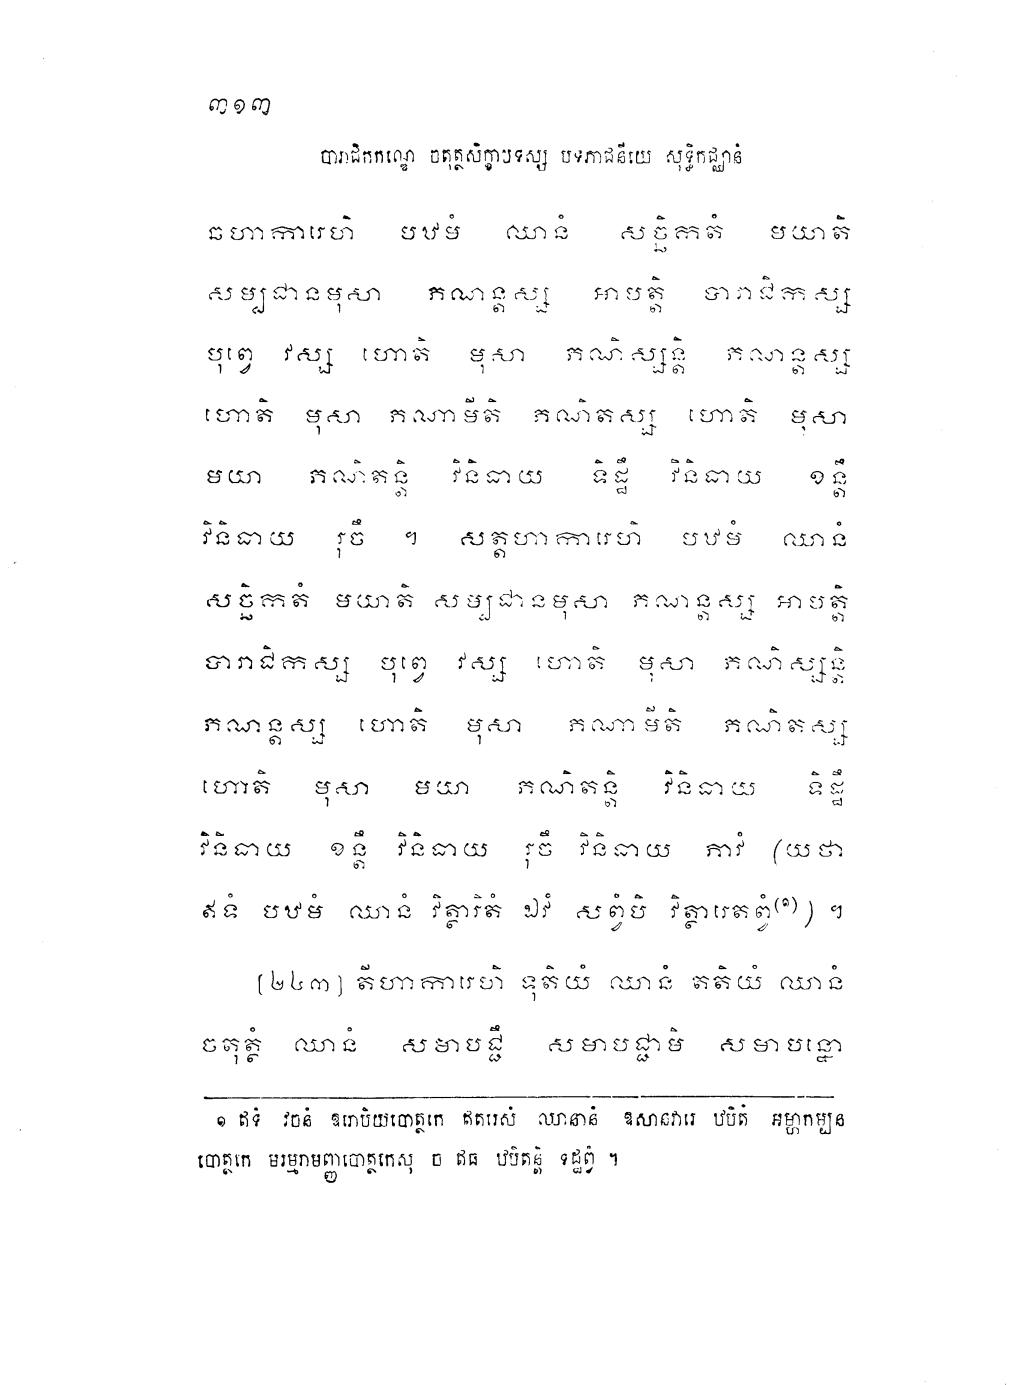 ៣១៣
បារាជិកកណ្ឌេ ចតុត្ថសិក្ខាបទស្ស បទភាជនីយេ សុទ្ធិកជ្ឈានំ
ឆហាការេហិ បឋមំ ឈានំ សច្ឆិកតំ មយាតិ
សម្បជានមុសា ភណន្តស្ស អាបត្តិ បារាជិកស្ស
បុព្វេ វស្ស ហោតិ មុសា ភណិស្សន្តិ ភណន្តស្ស
ហោតិ មុសា ភណាមីតិ ភណិតស្ស ហោតិ មុសា
មយា ភណិតន្តិ វិនិធាយ ទិដ្ឋឹ វិនិធាយ ខន្តឹ
វិនិធាយ រុចឹ ។ សត្តហាការេហិ បឋមំ ឈានំ
សច្ឆិកតំ មយាតិ សម្បជានមុសា ភណន្តស្ស អាបត្តិ
បារាជិកស្ស បុព្វេ វស្ស ហោតិ មុសា ភណិស្សន្តិ
ភណន្តស្ស ហោតិ មុសា ភណាមីតិ ភណិតស្ស
ហោតិ មុសា មយា ភណិតន្តិ វិនិធាយ ទិដ្ឋឹ
វិនិធាយ ខន្តឹ វិនិធាយ រុចឹ វិនិធាយ ភាវំ (យថា
ឥទំ បឋមំ ឈានំ វិត្ថារិតំ ឯវំ សព្វំបិ វិត្ថារេតព្វំ(១)) ។
[២៤៣] តីហាការេហិ ទុតិយំ ឈានំ តតិយំ ឈានំ
ចតុត្ថំ ឈានំ សមាបជ្ជឹ សមាបជ្ជាមិ សមាបន្នោ
១ ឥទំ វចនំ ឱរោបិយបោត្ថកេ ឥតរេសំ ឈានានំ ឱសានវារេ ឋបិតំ អម្ហាកម្បន
បោត្ថកេ មរម្មរាមញ្ញបោត្ថកេសុ ច ឥធ ឋបិតន្តិ ទដ្ឋព្វំ ។